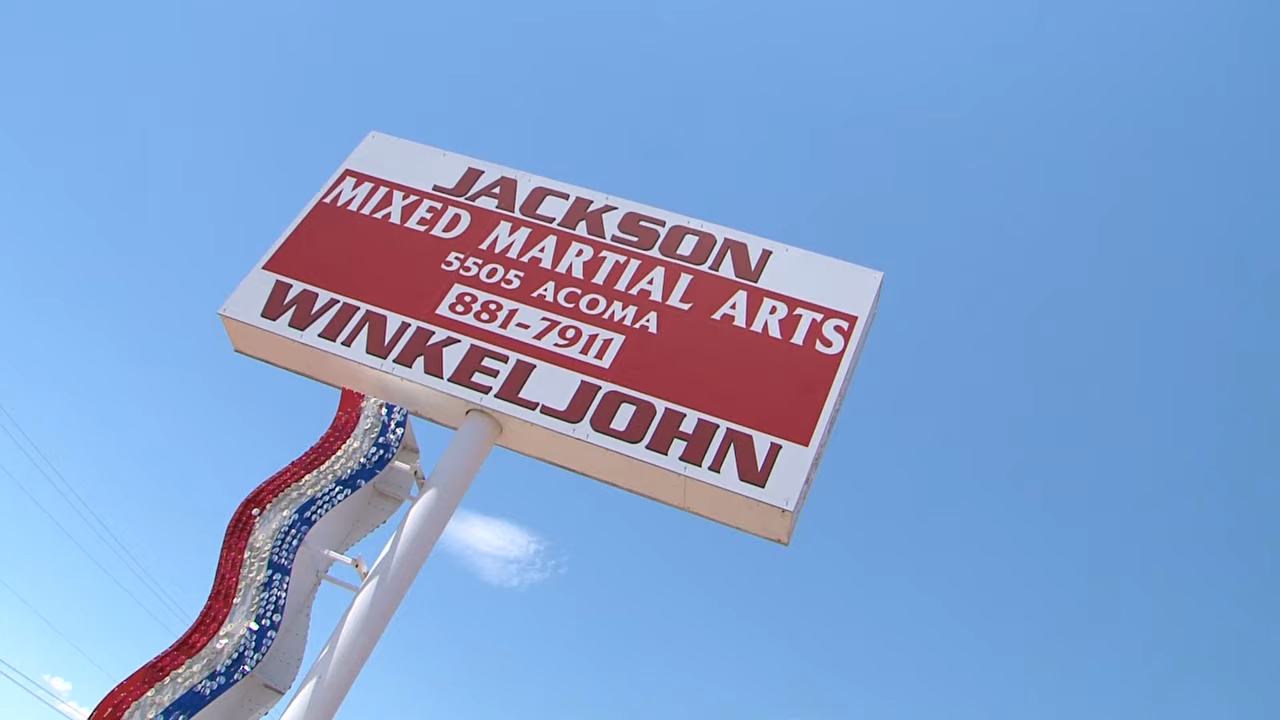 JACKSON
MIXED MARTIAL ARTS
5505 ACOMA
881-7911
WINKELJOHN